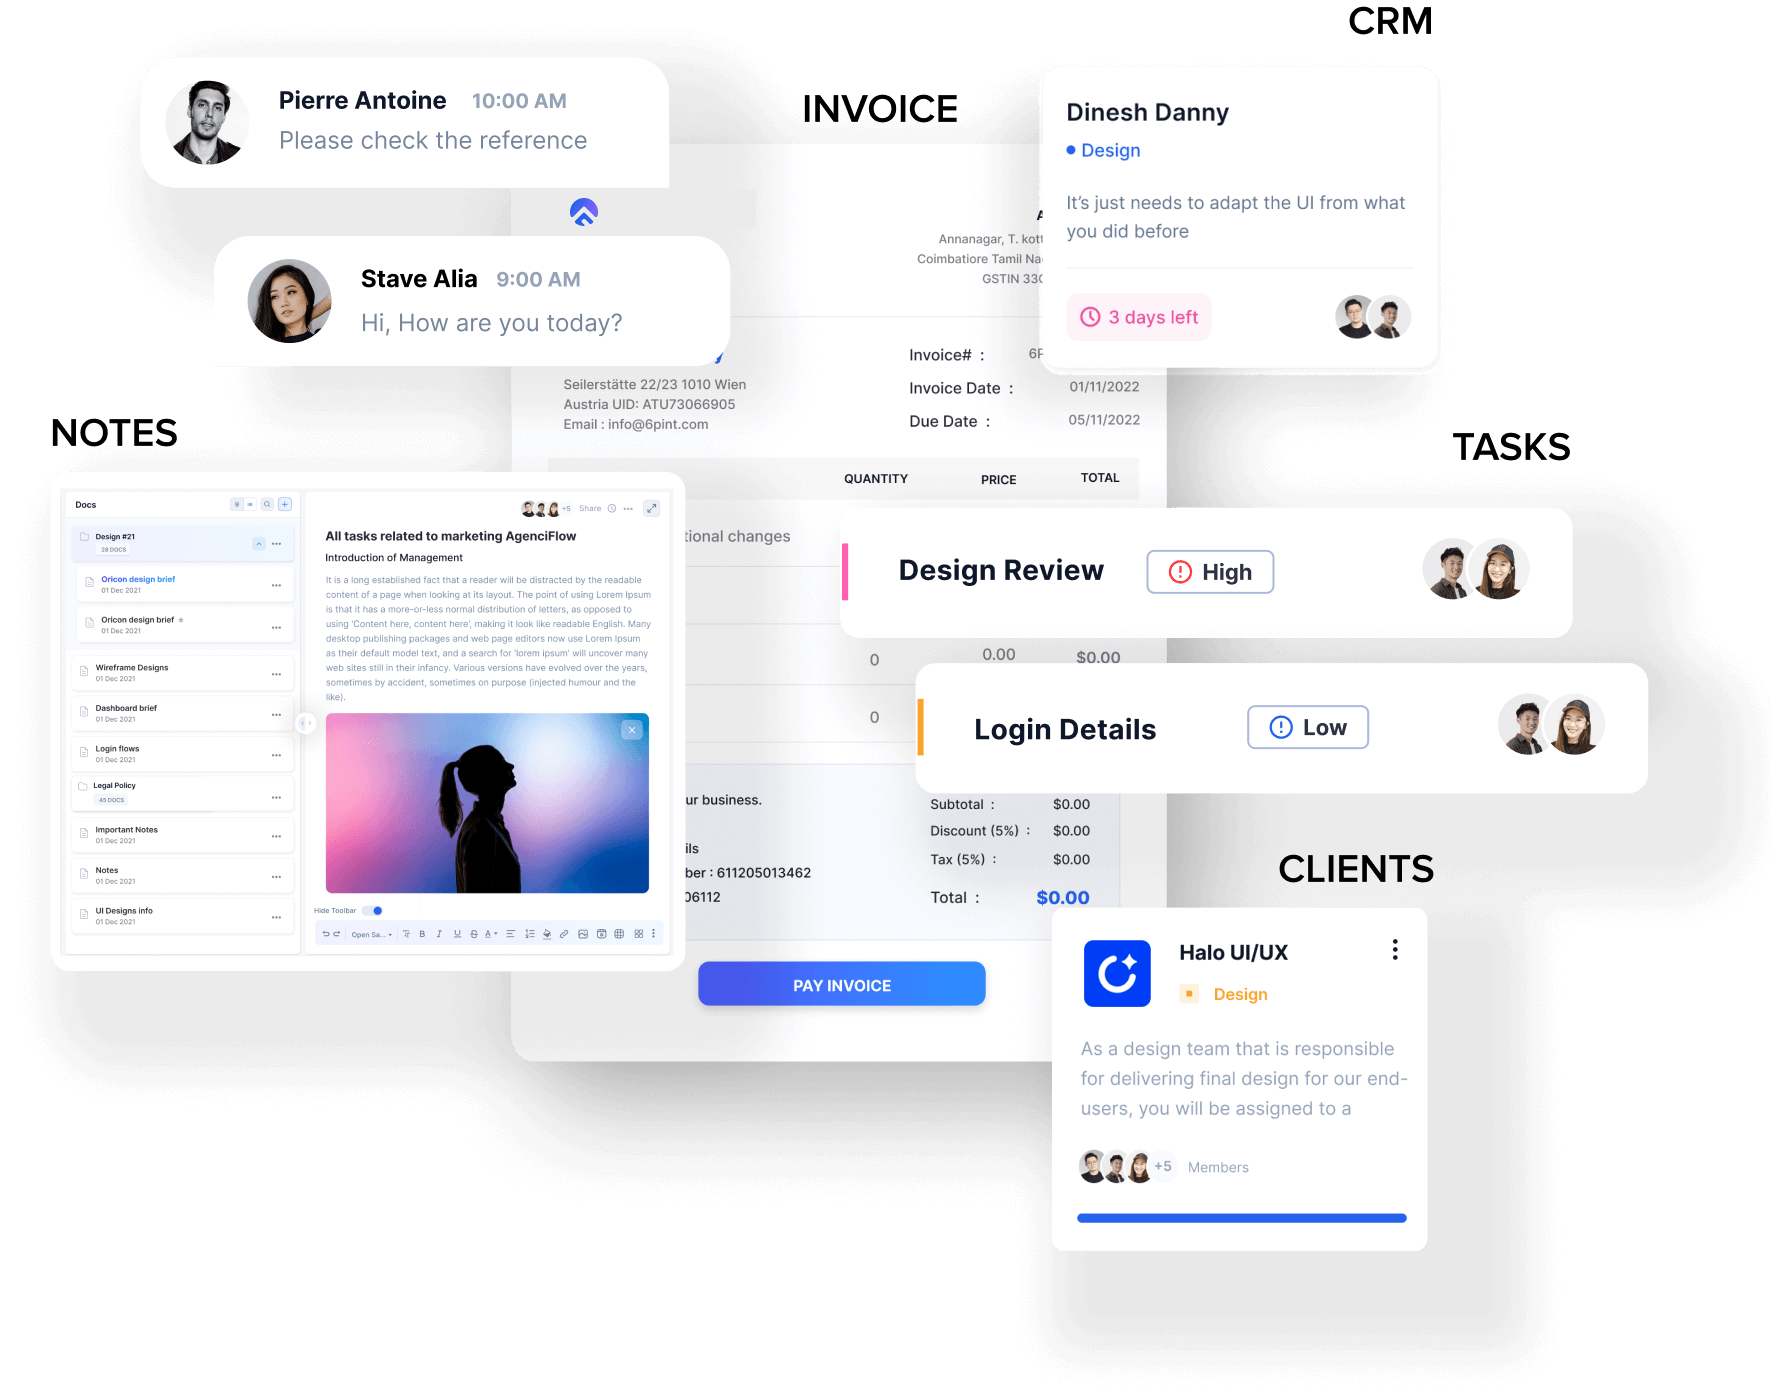 CRM
Pierre Antoine 10:00 AM
Please check the reference
INVOICE
Dinesh Danny
Design
It's just needs to adapt the UI from what
you did before
3 days left
Stave Alia 9:00 AM
Hi, How are you today?
Annanagar, T.
Coimbatiore Tamil
GSTIN
Invoice# :
Invoice Date : 01/11/2022
Due Date : 05/11/2022
Seilerstätte 22/23 1010 Wien
Austria UID: ATU73066905
Email : info@6pint.com
QUANTITY PRICE TOTAL
tional changes
0 0.00 $0.00
0
ur business.
ils
ber : 611205013462
06112
Subtotal : $0.00
Discount (5%) : $0.00
Tax (5%) : $0.00
Total : $0.00
PAY INVOICE
NOTES
Docs
Design #21
28 DOCS
Oricon design brief
01 Dec 2021
Oricon design brief
01 Dec 2021
Wireframe Designs
01 Dec 2021
Dashboard brief
01 Dec 2021
Login flows
01 Dec 2021
Legal Policy
45 DOCS
Important Notes
01 Dec 2021
Notes
01 Dec 2021
UI Designs info
01 Dec 2021
+5 Share
All tasks related to marketing AgenciFlow
Introduction of Management
It is a long established fact that a reader will be distracted by the readable
content of a page when looking at its layout. The point of using Lorem Ipsum
is that it has a more-or-less normal distribution of letters, as opposed to
using 'Content here, content here', making it look like readable English. Many
desktop publishing packages and web page editors now use Lorem Ipsum
as their default model text, and a search for 'lorem ipsum' will uncover many
web sites still in their infancy. Various versions have evolved over the years,
sometimes by accident, sometimes on purpose (injected humour and the
like).
Hide Toolbar
Open Sa...
TASKS
Design Review High
Login Details Low
CLIENTS
Halo UI/UX
Design
As a design team that is responsible
for delivering final design for our end-
users, you will be assigned to a
+5 Members